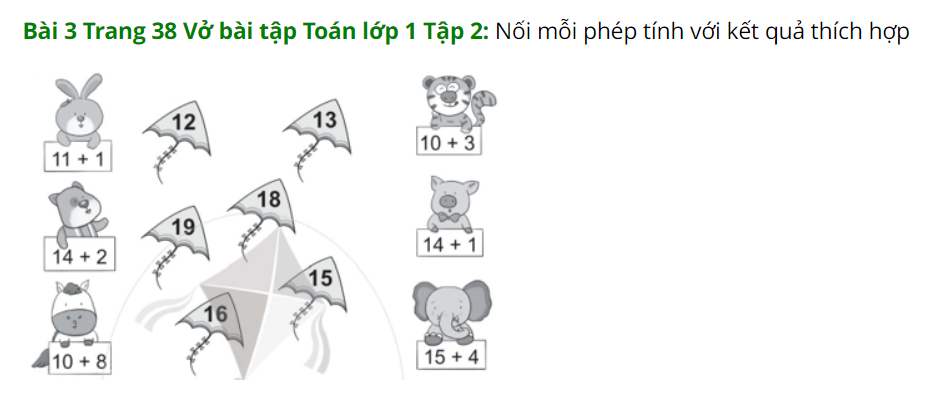 Bài 3 Trang 38 Vở bài tập Toán lớp 1 Tập 2: Nối mỗi phép tính với kết quả thích hợp
12
13
11 + 1
10 + 3
18
19
14 + 2
14 + 1
15
16
10 + 8
15 + 4